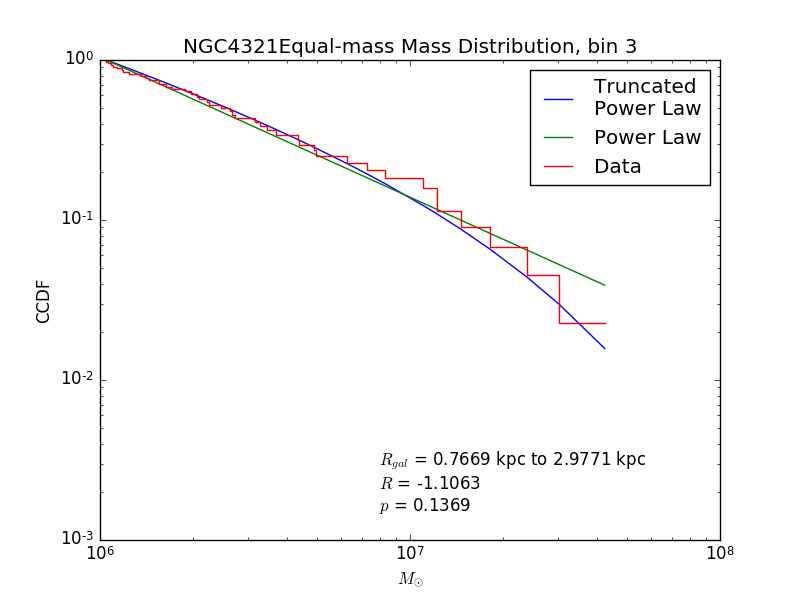 NGC4321Equal-mass Mass Distribution, bin 3
10⁰
10⁻¹
10⁻²
10⁻³
CCDF
Truncated
Power Law
Power Law
Data
R_gal = 0.7669 kpc to 2.9771 kpc
R = -1.1063
p = 0.1369
10⁶ 10⁷ 10⁸
M_⊙